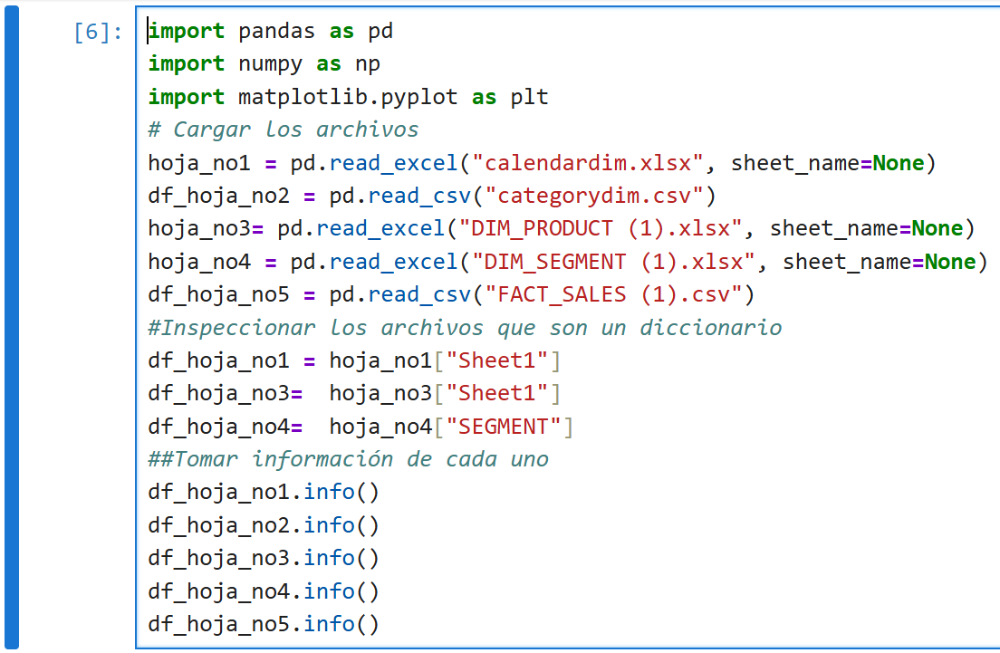 [6]: import pandas as pd
import numpy as np
import matplotlib.pyplot as plt
# Cargar los archivos
hoja_no1 = pd.read_excel("calendardim.xlsx", sheet_name=None)
df_hoja_no2 = pd.read_csv("categorydim.csv")
hoja_no3= pd.read_excel("DIM_PRODUCT (1).xlsx", sheet_name=None)
hoja_no4 = pd.read_excel("DIM_SEGMENT (1).xlsx", sheet_name=None)
df_hoja_no5 = pd.read_csv("FACT_SALES (1).csv")
#Inspeccionar los archivos que son un diccionario
df_hoja_no1 = hoja_no1["Sheet1"]
df_hoja_no3=  hoja_no3["Sheet1"]
df_hoja_no4=  hoja_no4["SEGMENT"]
##Tomar información de cada uno
df_hoja_no1.info()
df_hoja_no2.info()
df_hoja_no3.info()
df_hoja_no4.info()
df_hoja_no5.info()